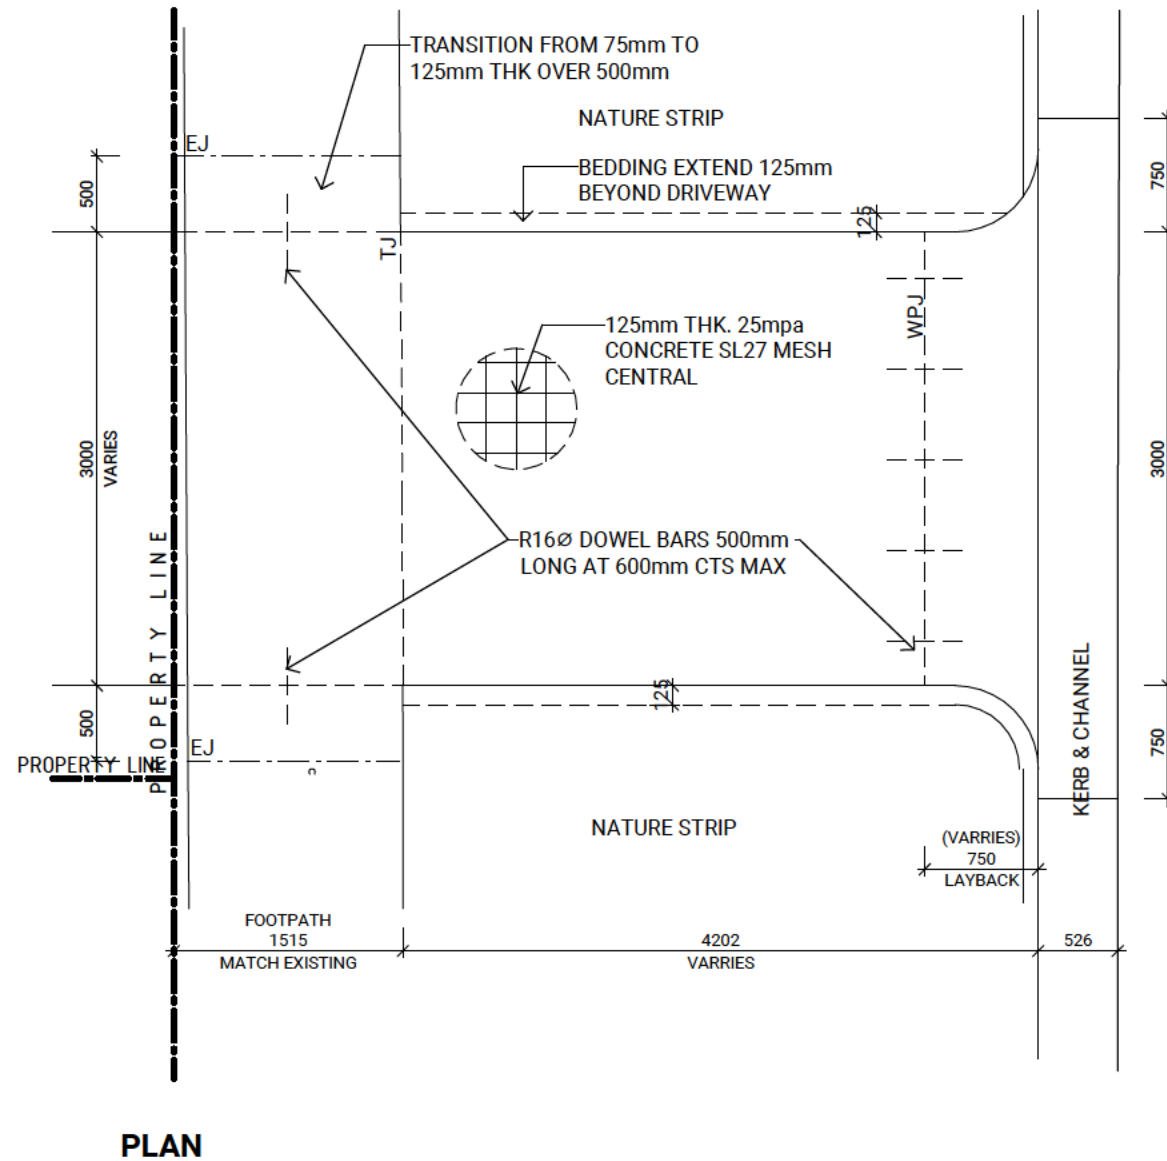 TRANSITION FROM 75mm TO
125mm THK OVER 500mm
NATURE STRIP
EJ
BEDDING EXTEND 125mm
BEYOND DRIVEWAY
750
500
125
TJ
WPJ
125mm THK. 25mpa
CONCRETE SL27 MESH
CENTRAL
3000
VARIES
3000
R16Ø DOWEL BARS 500mm
LONG AT 600mm CTS MAX
PROPERTY LINE
125
500
EJ
KERB & CHANNEL
750
PROPERTY LINE
NATURE STRIP
(VARRIES)
750
LAYBACK
FOOTPATH
1515
MATCH EXISTING
4202
VARRIES
526
PLAN